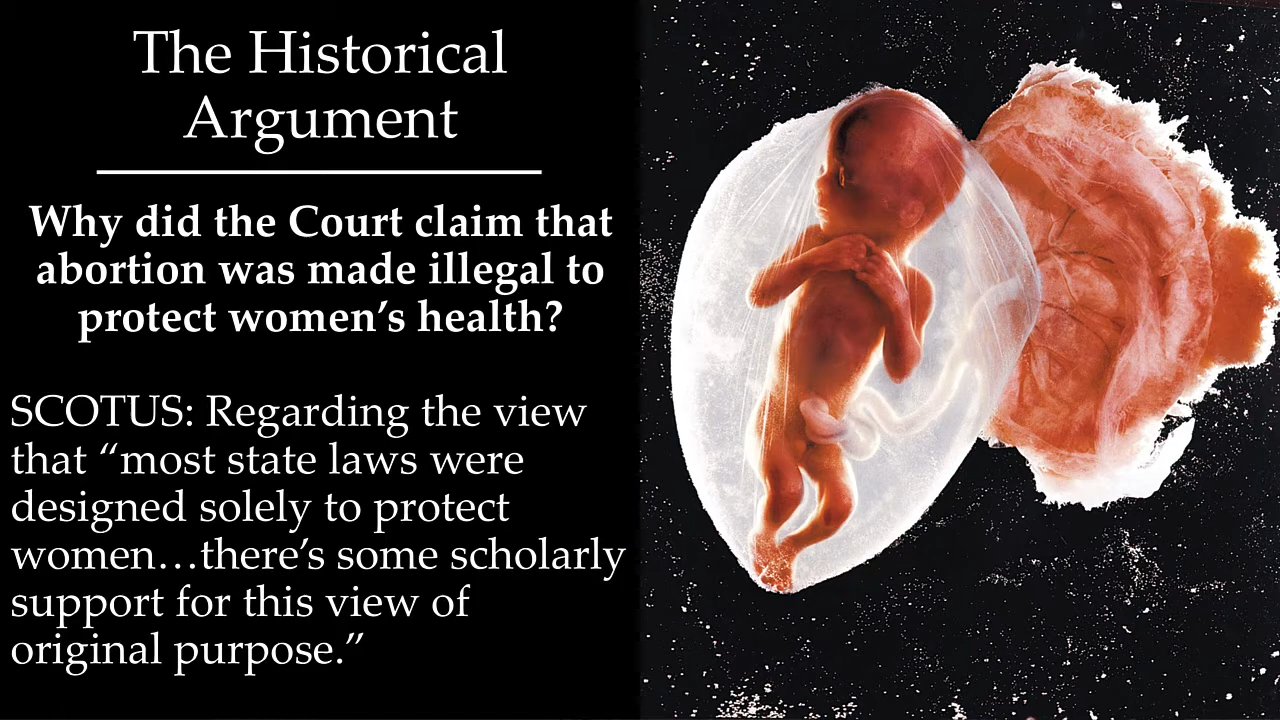 The Historical
Argument
Why did the Court claim that
abortion was made illegal to
protect women’s health?
SCOTUS: Regarding the view
that “most state laws were
designed solely to protect
women…there’s some scholarly
support for this view of
original purpose.”